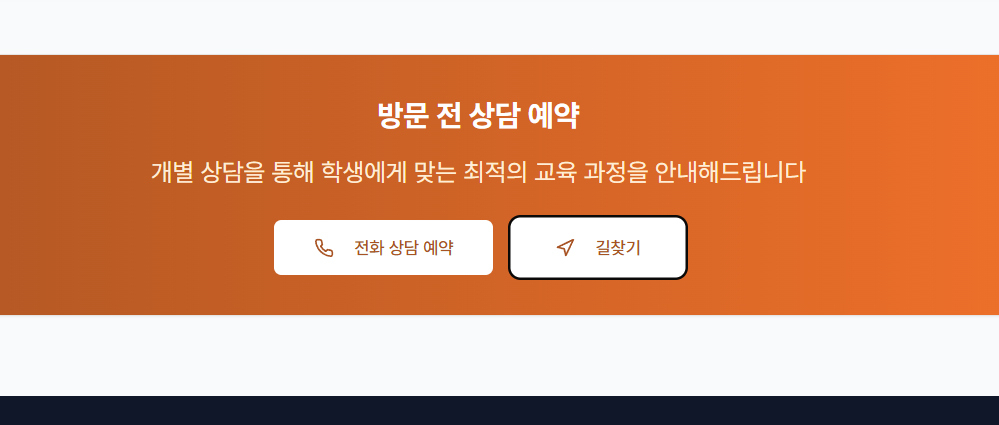 방문 전 상담 예약
개별 상담을 통해 학생에게 맞는 최적의 교육 과정을 안내해드립니다
전화 상담 예약
길찾기